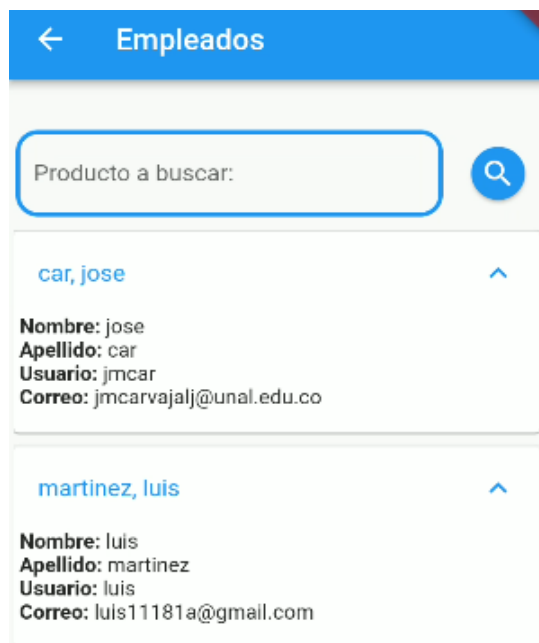 Empleados
Producto a buscar:
car, jose
Nombre: jose
Apellido: car
Usuario: jmcar
Correo: jmcarvajalj@unal.edu.co
martinez, luis
Nombre: luis
Apellido: martinez
Usuario: luis
Correo: luis11181a@gmail.com